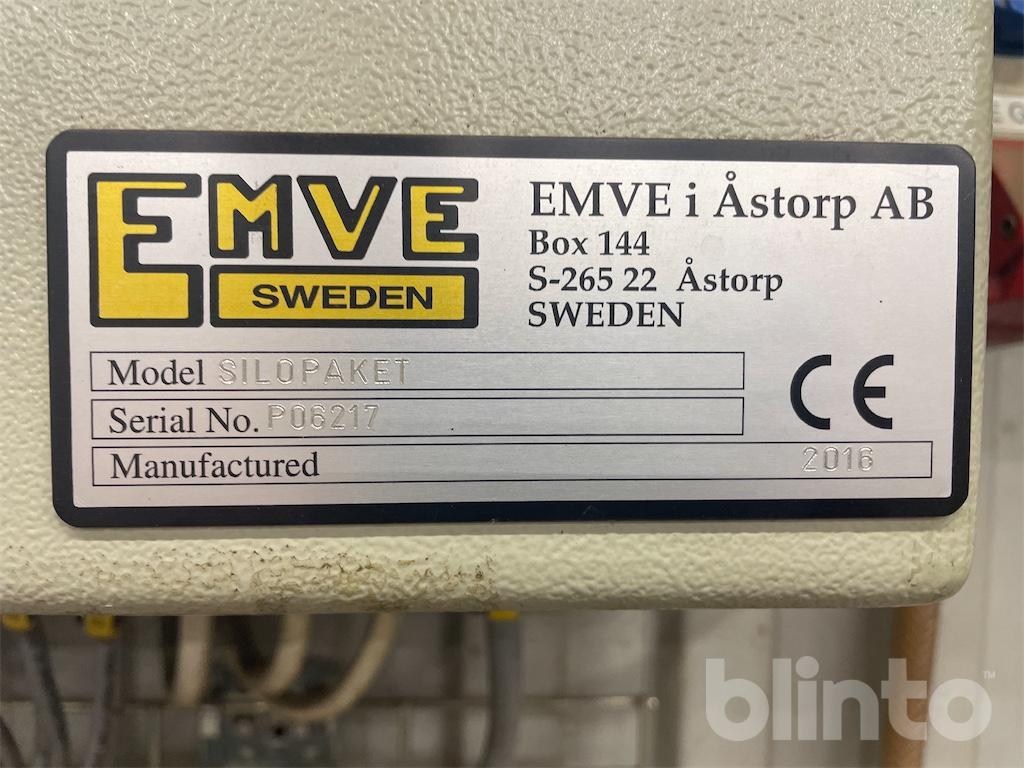 EMVE
SWEDEN
EMVE i Åstorp AB
Box 144
S-265 22 Åstorp
SWEDEN
Model SILOPAKET
Serial No. P06217
Manufactured 2016
CE
blinto™